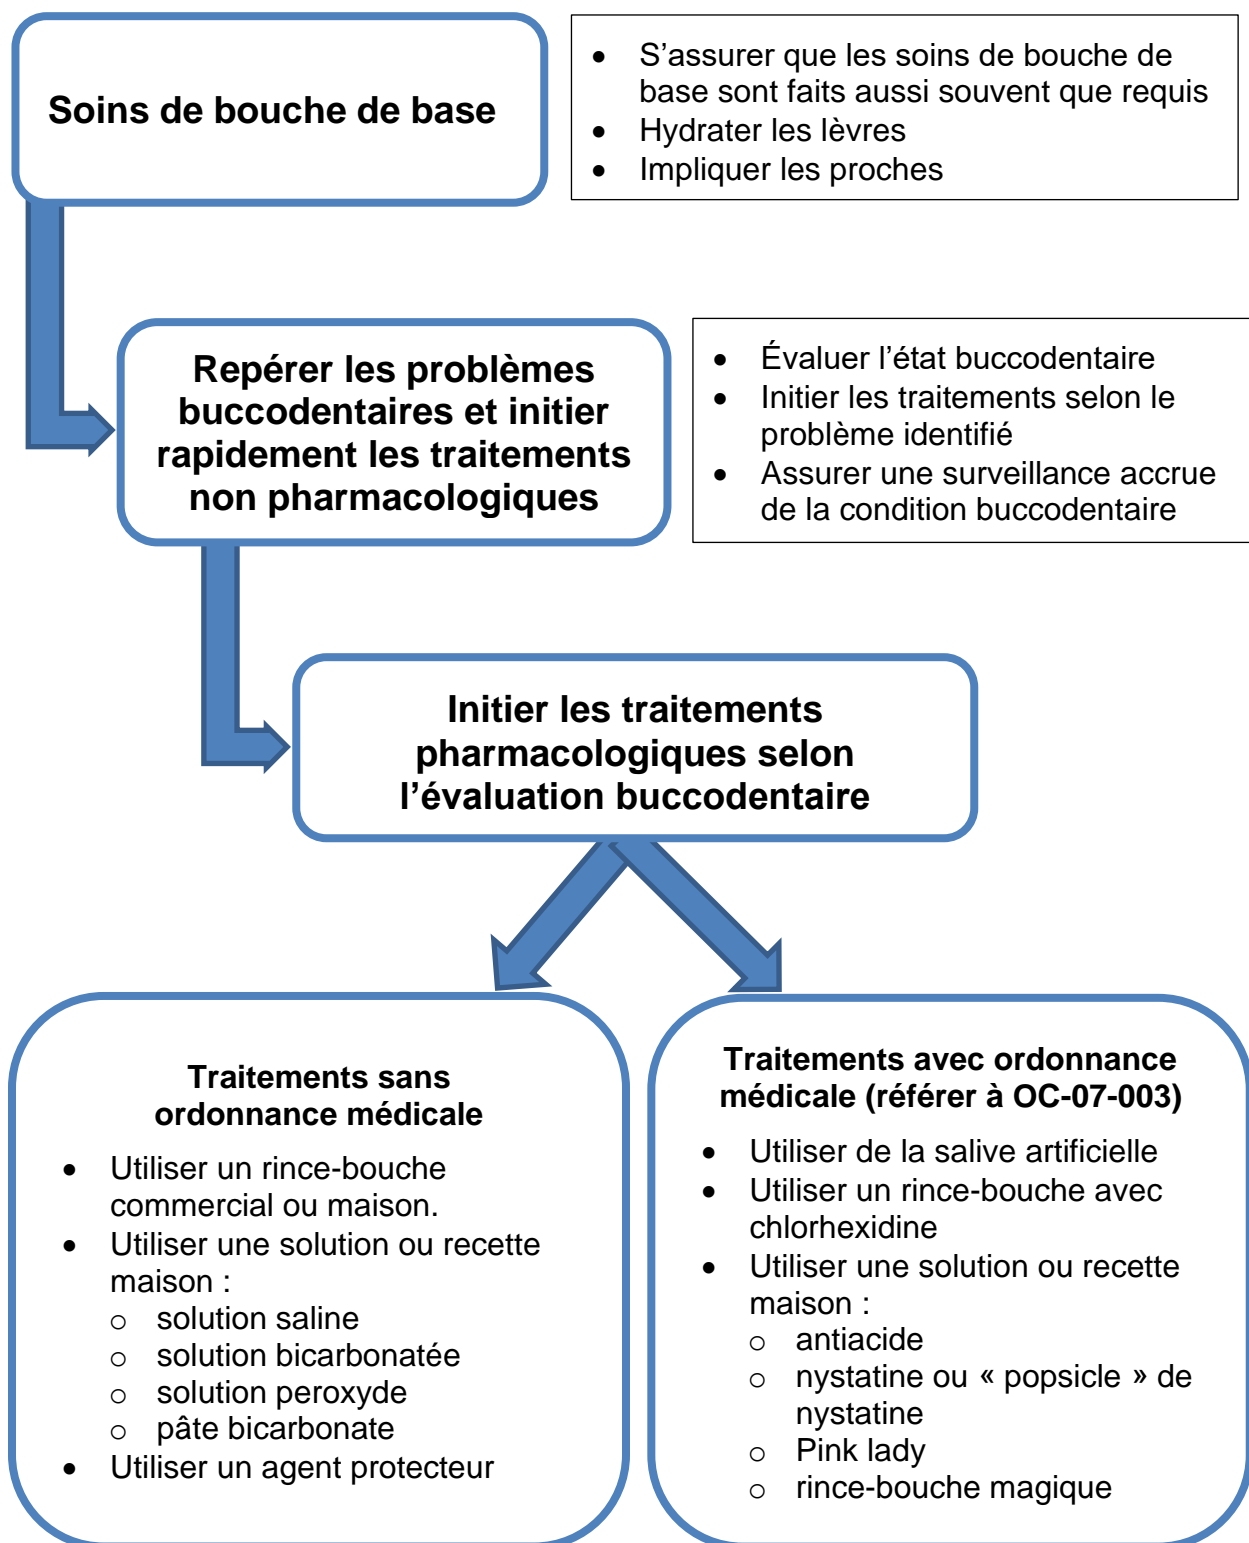 Soins de bouche de base
• S’assurer que les soins de bouche de
base sont faits aussi souvent que requis
• Hydrater les lèvres
• Impliquer les proches
Repérer les problèmes
buccodentaires et initier
rapidement les traitements
non pharmacologiques
• Évaluer l’état buccodentaire
• Initier les traitements selon le
problème identifié
• Assurer une surveillance accrue
de la condition buccodentaire
Initier les traitements
pharmacologiques selon
l’évaluation buccodentaire
Traitements sans
ordonnance médicale
• Utiliser un rince-bouche
commercial ou maison.
• Utiliser une solution ou recette
maison :
o solution saline
o solution bicarbonatée
o solution peroxyde
o pâte bicarbonate
• Utiliser un agent protecteur
Traitements avec ordonnance
médicale (référer à OC-07-003)
• Utiliser de la salive artificielle
• Utiliser un rince-bouche avec
chlorhexidine
• Utiliser une solution ou recette
maison :
o antiacide
o nystatine ou « popsicle » de
nystatine
o Pink lady
o rince-bouche magique